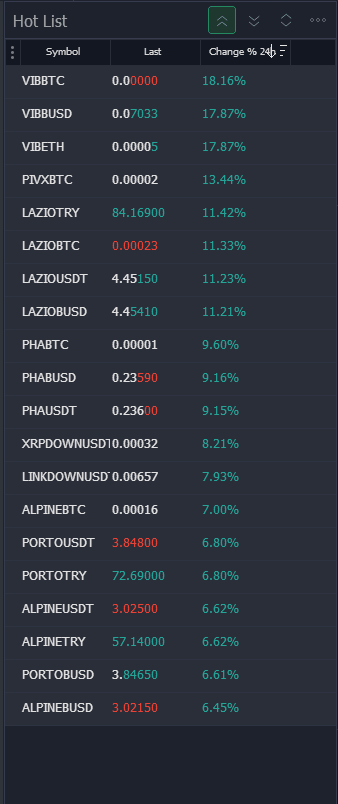 Hot List
Symbol Last Change % 24h
VIBBTC 0.00000 18.16%
VIBBUSD 0.07033 17.87%
VIBETH 0.00005 17.87%
PIVXBTC 0.00002 13.44%
LAZIOTRY 84.16900 11.42%
LAZIOBTC 0.00023 11.33%
LAZIOUSDT 4.45150 11.23%
LAZIOBUSD 4.45410 11.21%
PHABTC 0.00001 9.60%
PHABUSD 0.23590 9.16%
PHAUSDT 0.23600 9.15%
XRPDOWNUSDT 0.00032 8.21%
LINKDOWNUSD 0.00657 7.93%
ALPINEBTC 0.00016 7.00%
PORTOUSDT 3.84800 6.80%
PORTOTRY 72.69000 6.80%
ALPINEUSDT 3.02500 6.62%
ALPINETRY 57.14000 6.62%
PORTOBUSD 3.84650 6.61%
ALPINEBUSD 3.02150 6.45%